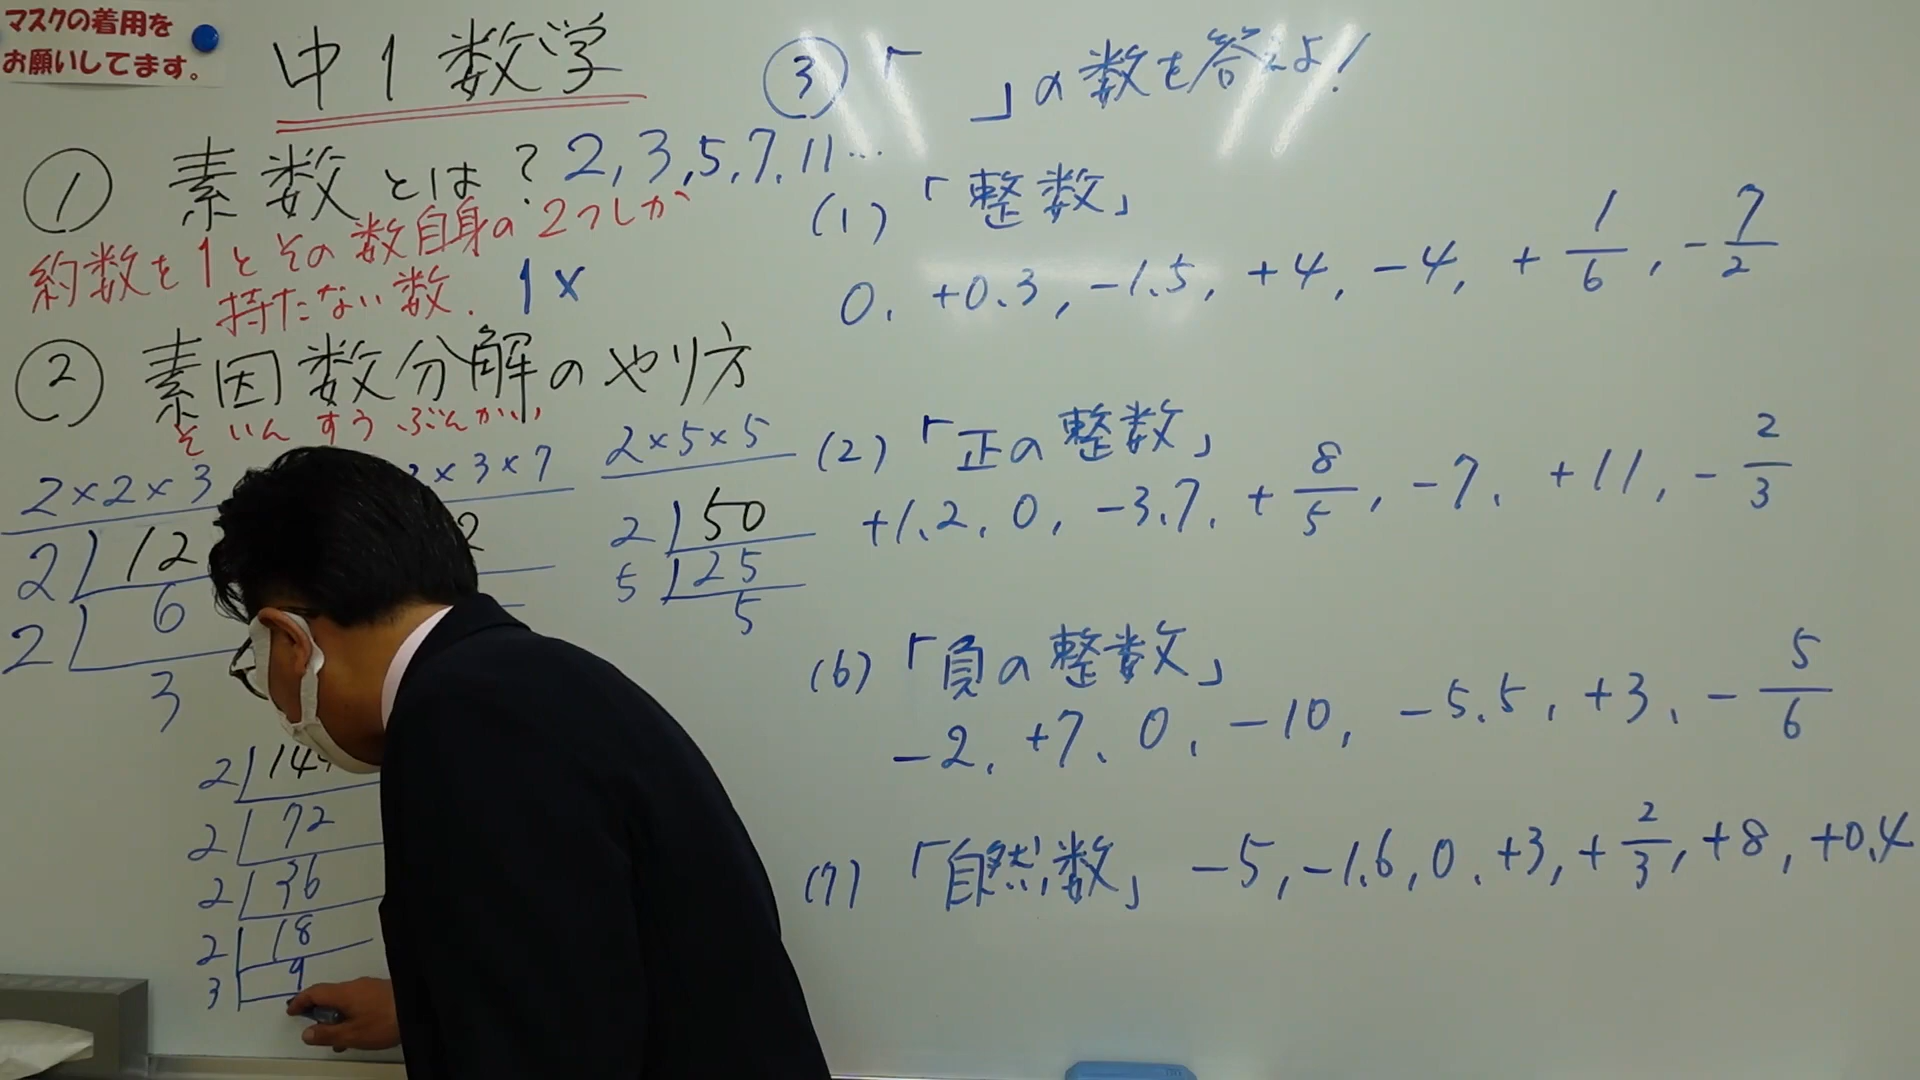 マスクの着用を
お願いしてます。
中1数学
① 素数とは? 2, 3, 5, 7, 11…
約数を1とその数自身の2つしか
持たない数. 1×
② 素因数分解のやり方
そ いん すう ぶんかい
2×2×3
2 12
2 6
3
×3×7
2
2×5×5
2 50
5 25
5
2 14
2 72
2 36
2 18
3 9
③ 「 」の数を答えよ!
(1)「整数」
0, +0.3, -1.5, +4, -4, +1/6, -7/2
(2)「正の整数」
+1.2, 0, -3.7, +8/5, -7, +11, -2/3
(6)「負の整数」
-2, +7, 0, -10, -5.5, +3, -5/6
(7)「自然数」 -5, -1.6, 0, +3, +2/3, +8, +0.4